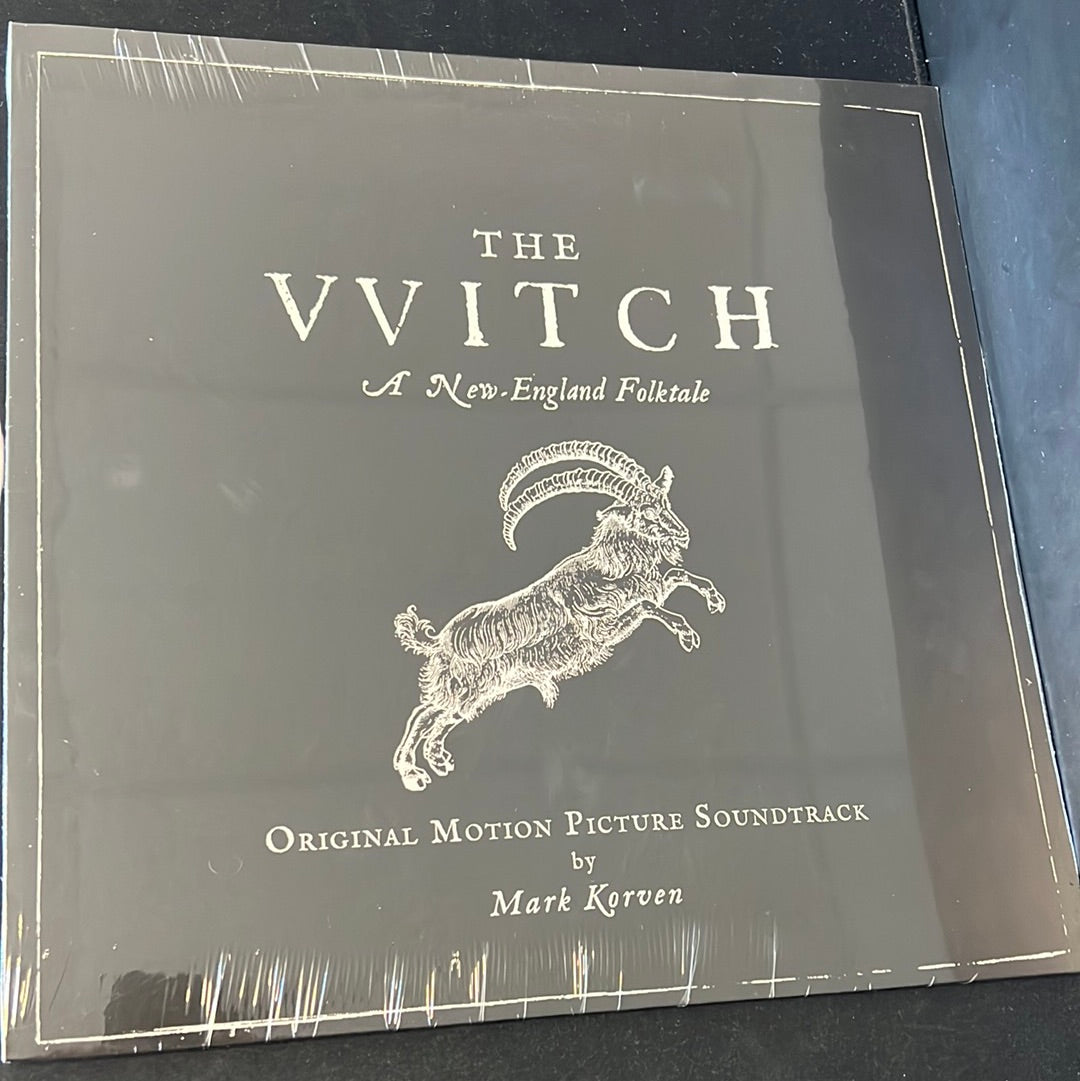 THE
VVITCH
A New-England Folktale
ORIGINAL MOTION PICTURE SOUNDTRACK
by
Mark Korven